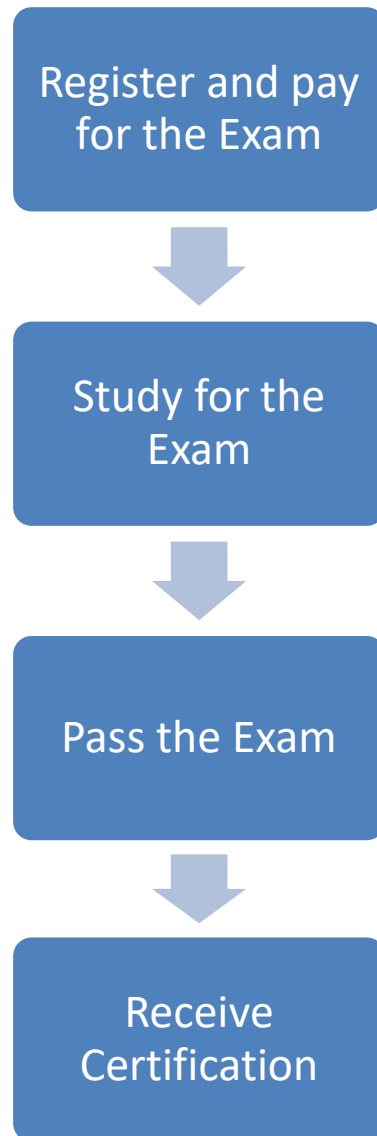 Register and pay
for the Exam
Study for the
Exam
Pass the Exam
Receive
Certification